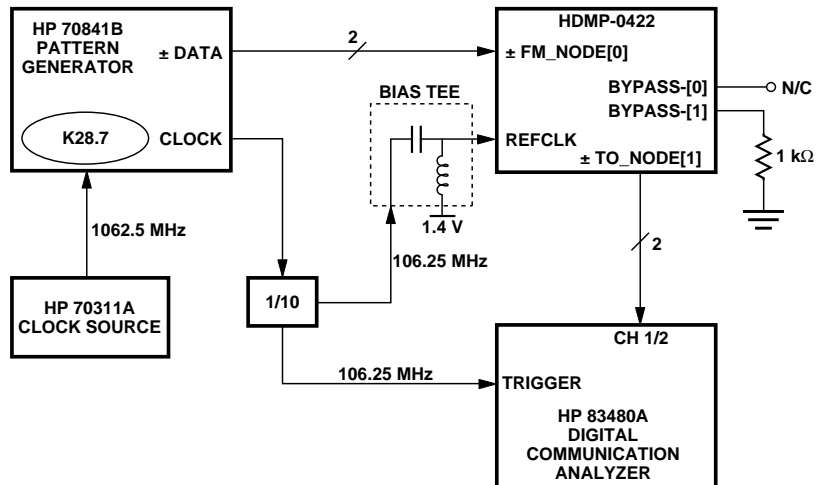 HP 70841B
PATTERN
GENERATOR
± DATA
K28.7
CLOCK
1062.5 MHz
HP 70311A
CLOCK SOURCE
2
BIAS TEE
1.4 V
106.25 MHz
1/10
106.25 MHz
HDMP-0422
± FM_NODE[0]
BYPASS-[0]
N/C
BYPASS-[1]
REFCLK
± TO_NODE[1]
1 kΩ
2
CH 1/2
TRIGGER
HP 83480A
DIGITAL
COMMUNICATION
ANALYZER